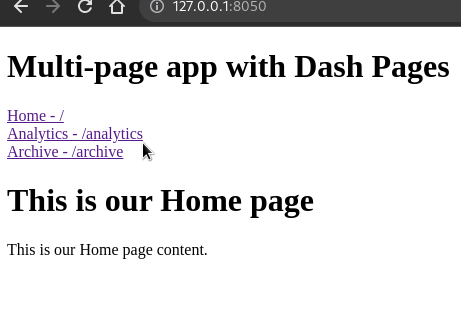 127.0.0.1:8050
Multi-page app with Dash Pages
Home - /
Analytics - /analytics
Archive - /archive
This is our Home page
This is our Home page content.